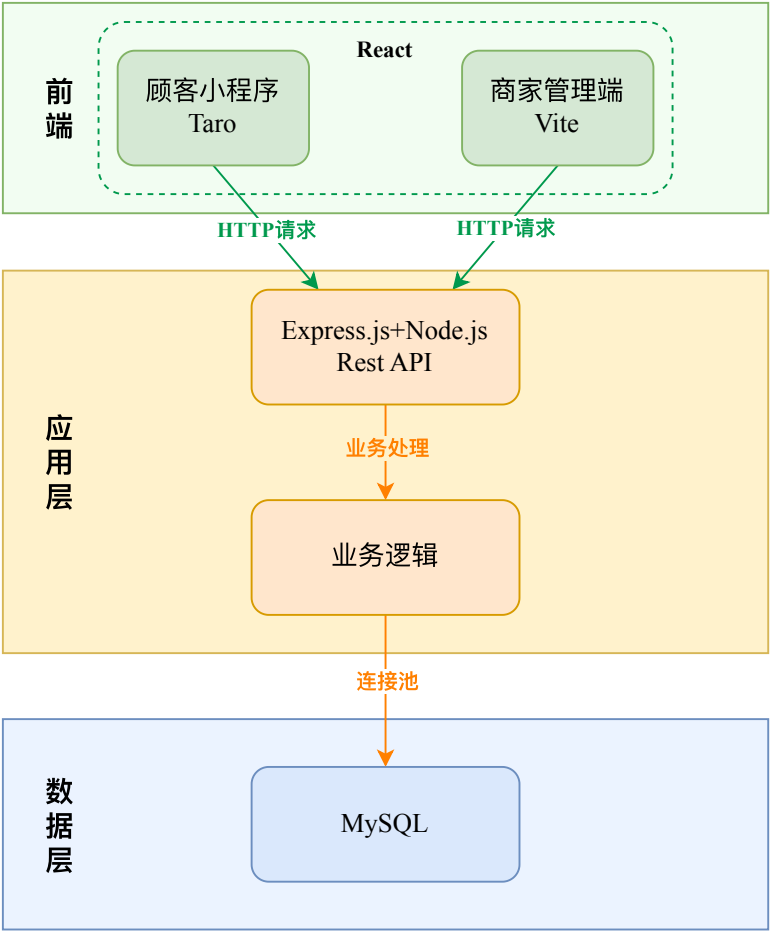 React
前端
顾客小程序
Taro
商家管理端
Vite
HTTP请求
HTTP请求
应用层
Express.js+Node.js
Rest API
业务处理
业务逻辑
连接池
数据层
MySQL